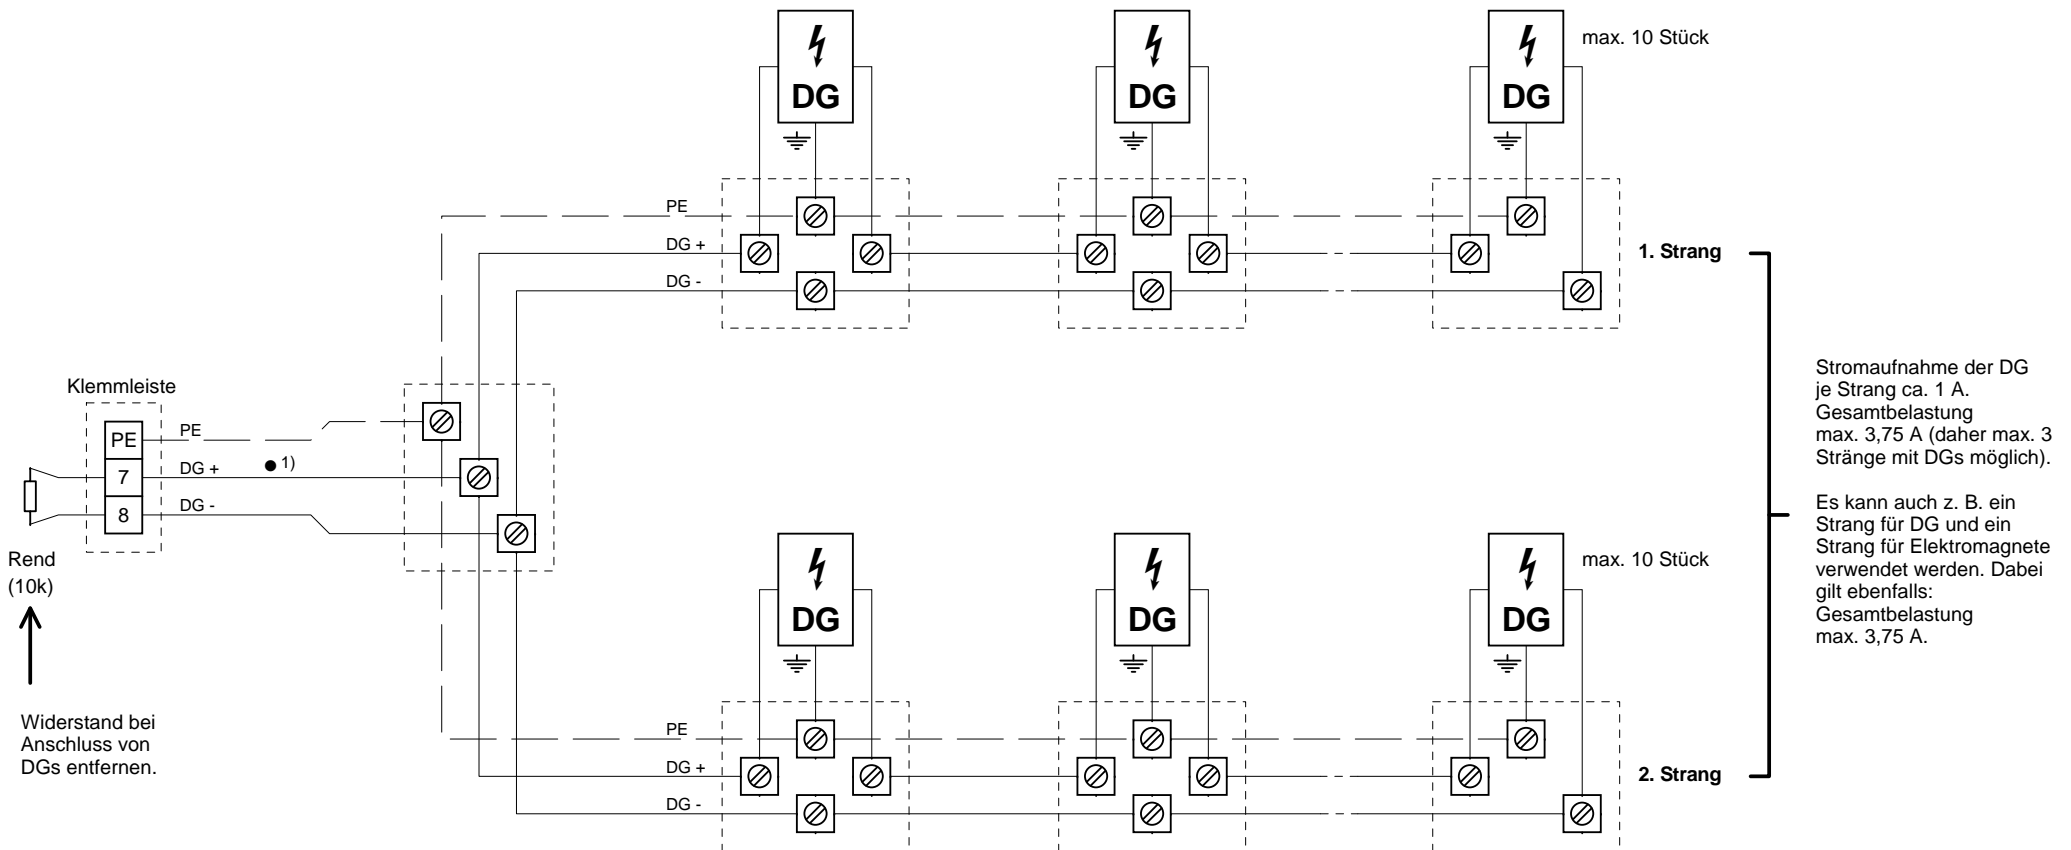 DG
DG
DG
max. 10 Stück
PE
DG +
DG -
1. Strang
Klemmleiste
PE
7
8
PE
DG +
1)
DG -
Rend
(10k)
Widerstand bei
Anschluss von
DGs entfernen.
Stromaufnahme der DG
je Strang ca. 1 A.
Gesamtbelastung
max. 3,75 A (daher max. 3
Stränge mit DGs möglich).
Es kann auch z. B. ein
Strang für DG und ein
Strang für Elektromagnete
verwendet werden. Dabei
gilt ebenfalls:
Gesamtbelastung
max. 3,75 A.
DG
DG
DG
max. 10 Stück
PE
DG +
DG -
2. Strang